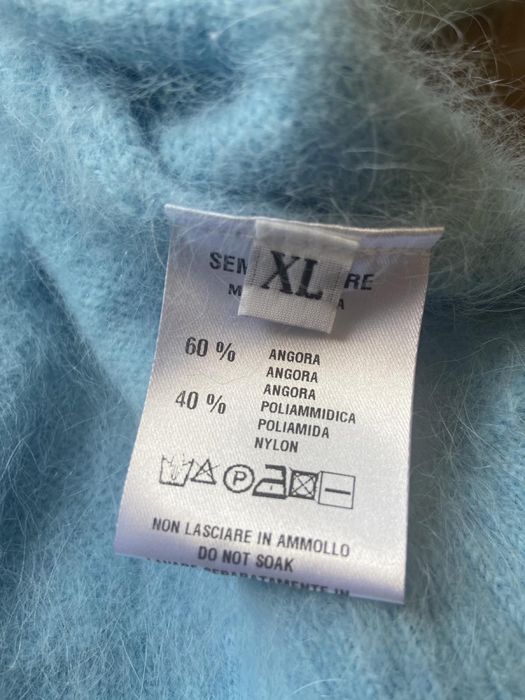 XL
60 % ANGORA
ANGORA
ANGORA
40 % POLIAMMIDICA
POLIAMIDA
NYLON
P
NON LASCIARE IN AMMOLLO
DO NOT SOAK